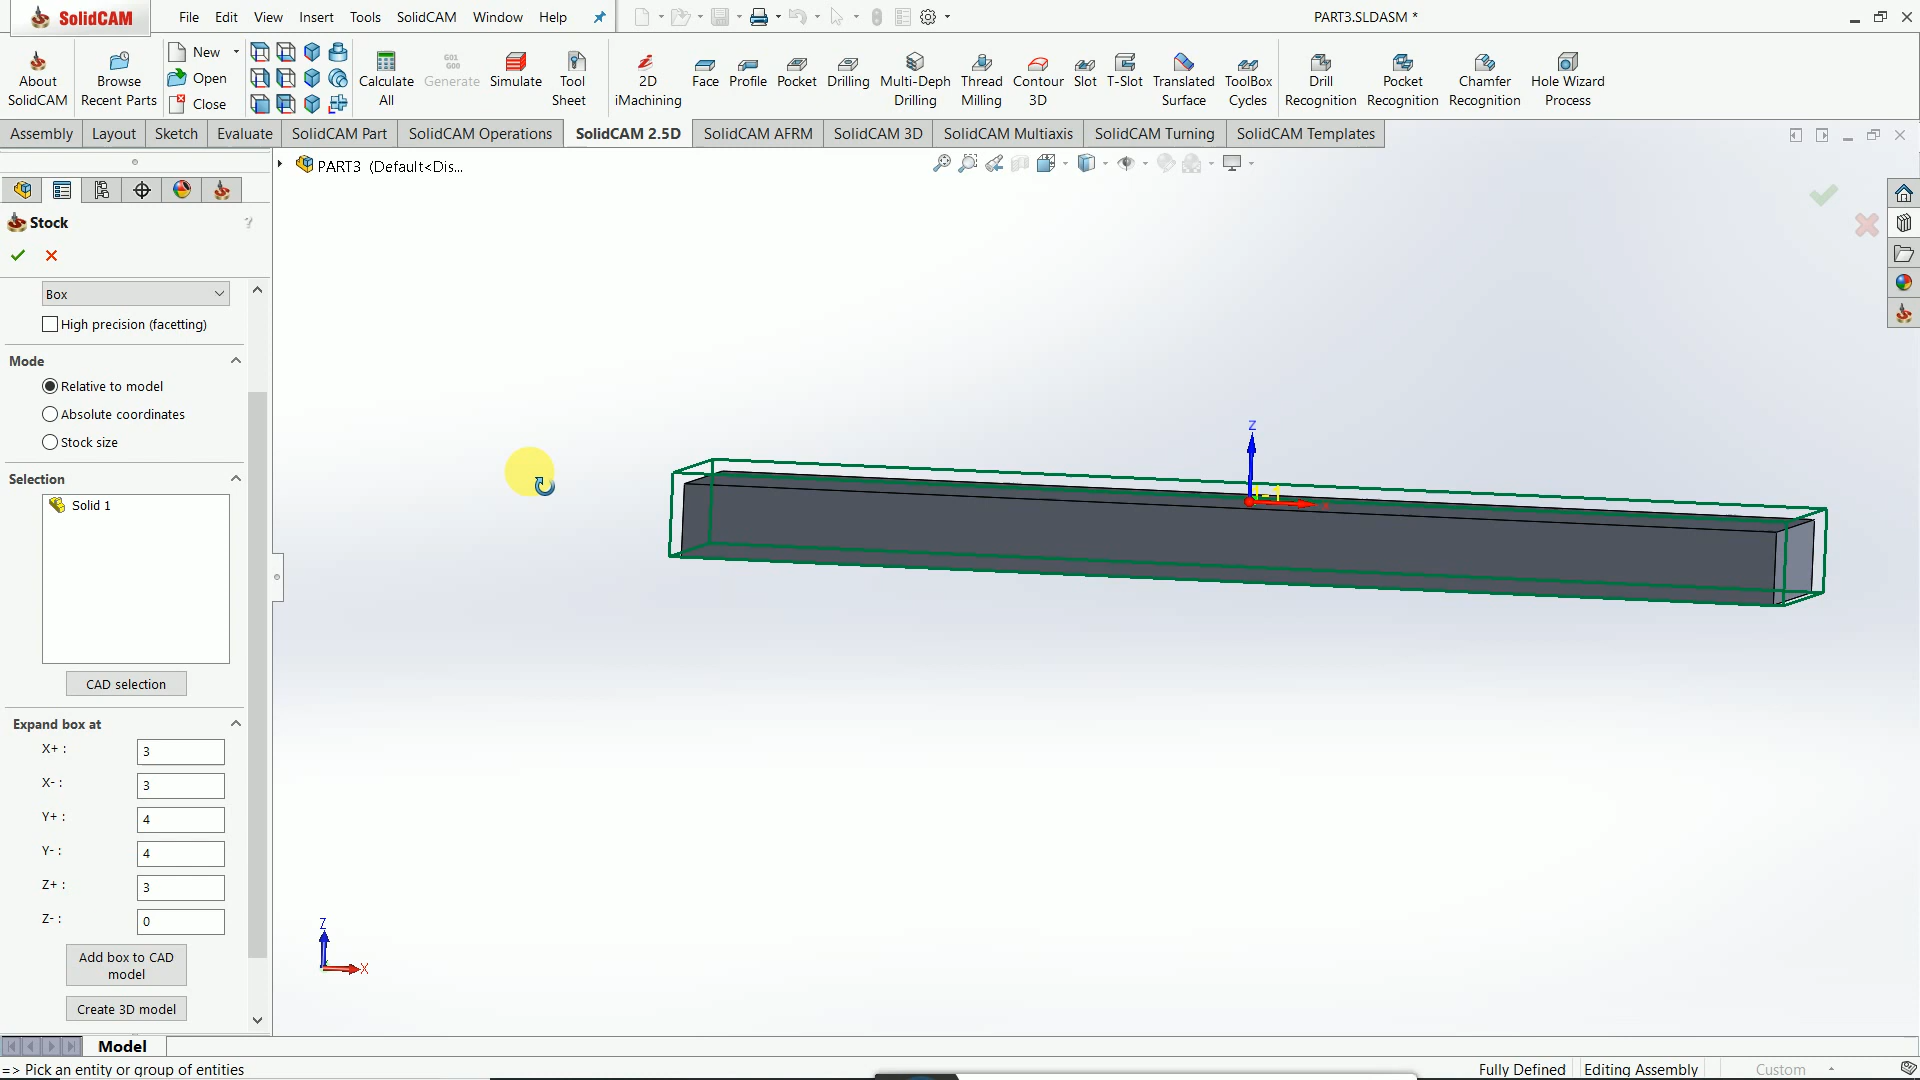 SolidCAM File Edit View Insert Tools SolidCAM Window Help PART3.SLDASM *
About SolidCAM
Browse Recent Parts
New
Open
Close
Calculate All
G01 G00 Generate
Simulate
Tool Sheet
2D iMachining
Face
Profile
Pocket
Drilling
Multi-Deph Drilling
Thread Milling
Contour 3D
Slot
T-Slot
Translated Surface
ToolBox Cycles
Drill Recognition
Pocket Recognition
Chamfer Recognition
Hole Wizard Process
Assembly Layout Sketch Evaluate SolidCAM Part SolidCAM Operations SolidCAM 2.5D SolidCAM AFRM SolidCAM 3D SolidCAM Multiaxis SolidCAM Turning SolidCAM Templates
PART3 (Default<Dis...
Stock ?
Box
High precision (facetting)
Mode
Relative to model
Absolute coordinates
Stock size
Selection
Solid 1
CAD selection
Expand box at
X+ : 3
X- : 3
Y+ : 4
Y- : 4
Z+ : 3
Z- : 0
Add box to CAD
model
Create 3D model
Z
Z
X
Model
=> Pick an entity or group of entities Fully Defined Editing Assembly Custom